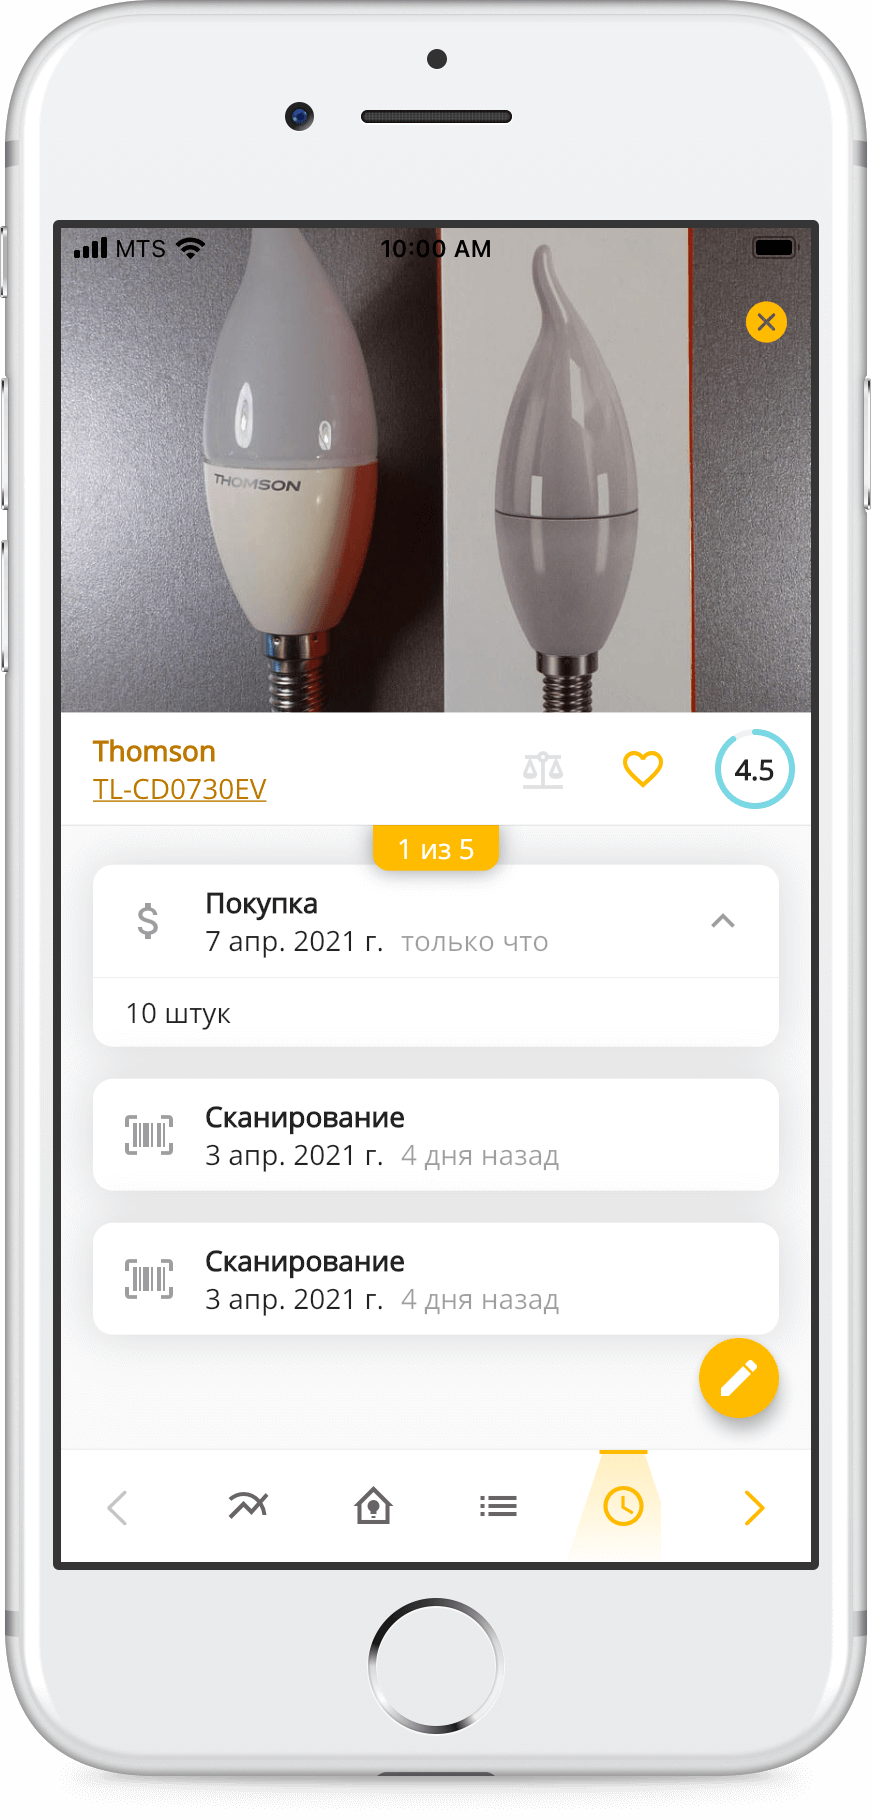 MTS
10:00 AM
THOMSON
Thomson
4.5
TL-CD0730EV
1 из 5
Покупка
7 апр. 2021 г. только что
10 штук
Сканирование
3 апр. 2021 г. 4 дня назад
Сканирование
3 апр. 2021 г. 4 дня назад